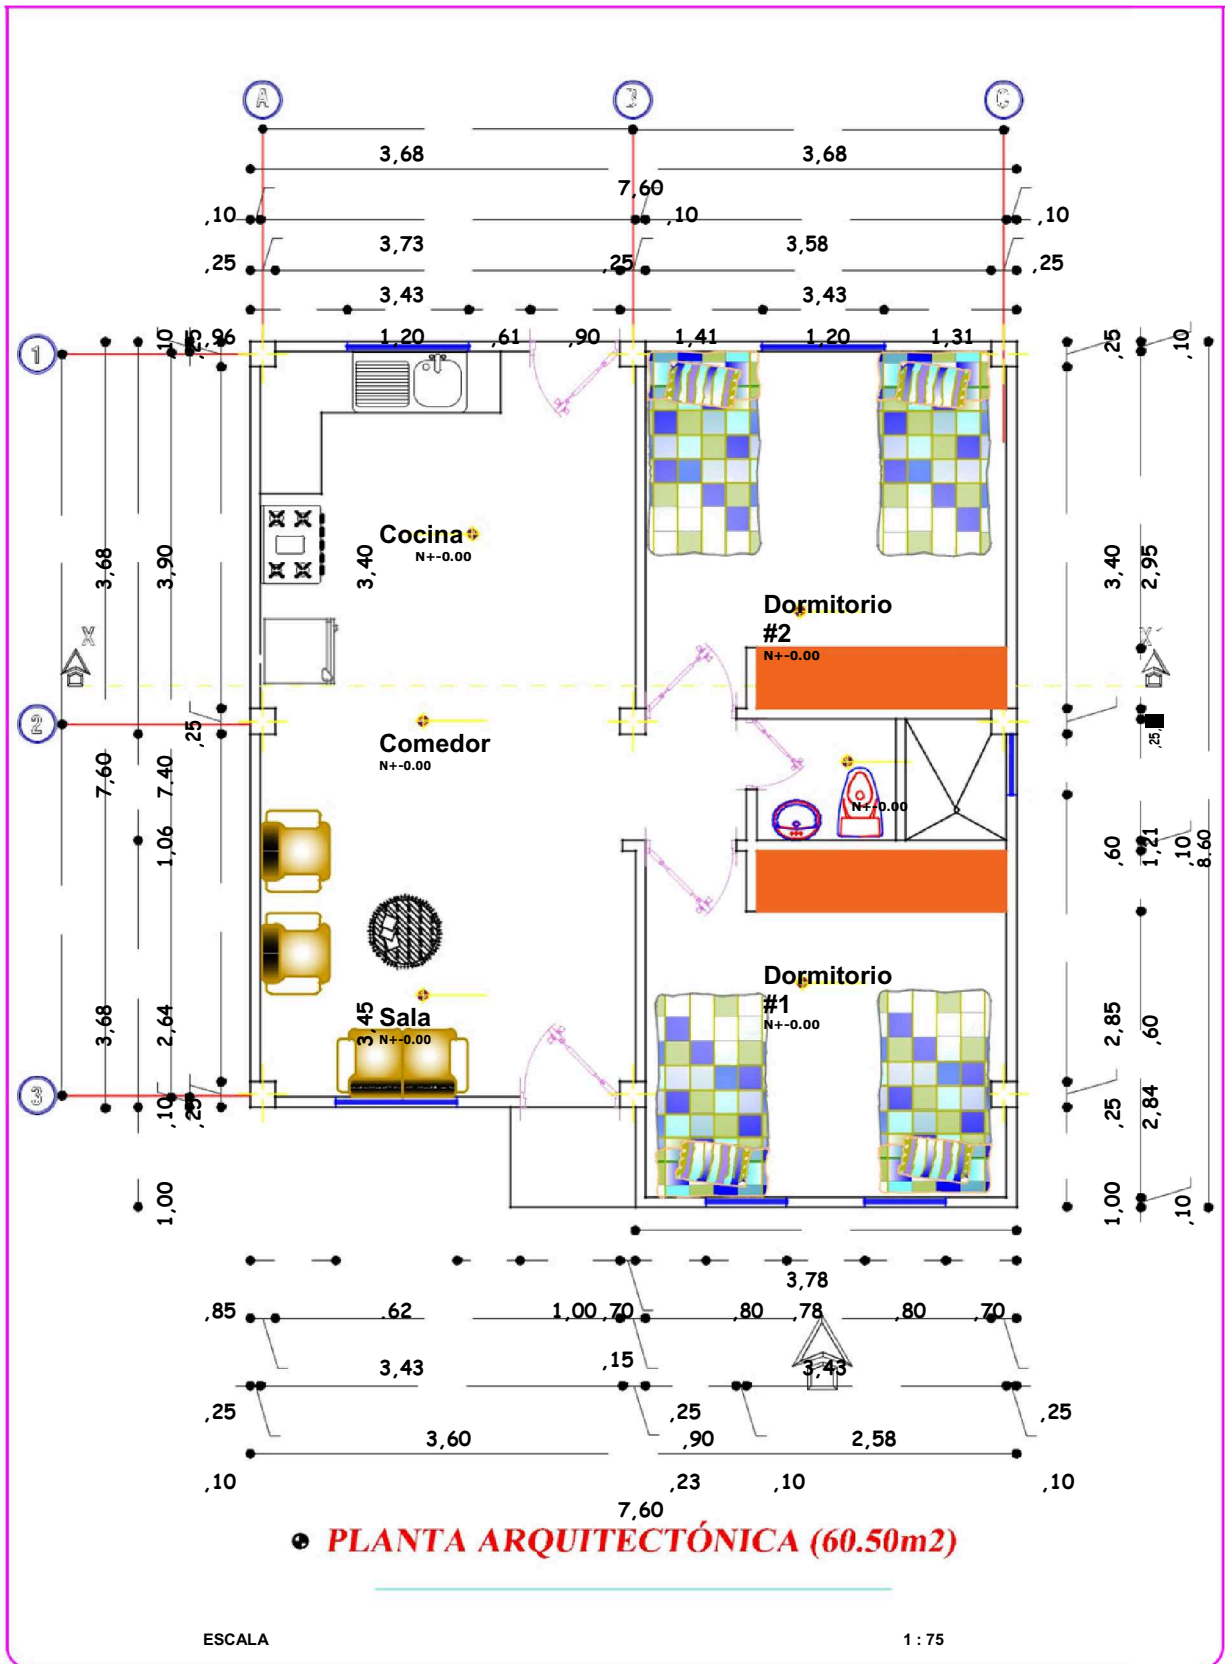 A B C
3,68 3,68
7,60
,10 ,10 ,10
3,73 3,58
,25 ,25 ,25
3,43 3,43
,10 ,25 ,96 1,20 ,61 ,90 1,41 1,20 1,31 ,25 ,10
1
Cocina
N+-0.00
3,68 3,90 3,40 3,40 2,95
Dormitorio
#2
N+-0.00
X X
2
,25 ,25
Comedor
N+-0.00
7,60 7.40
N+-0.00
1,06 ,60 1,21 ,10 8.60
Dormitorio
#1
N+-0.00
Sala
N+-0.00
3,68 2,64 3,45 2,85 ,60
3
,10 ,25 ,25 2,84
1,00 1,00 ,10
3,78
,85 .62 1,00 ,70 ,80 ,78 ,80 ,70
,15
3,43 3,43
,25 ,25 ,25
3,60 ,90 2,58
,10 ,23 ,10 ,10
7,60
PLANTA ARQUITECTÓNICA (60.50m2)
ESCALA 1 : 75